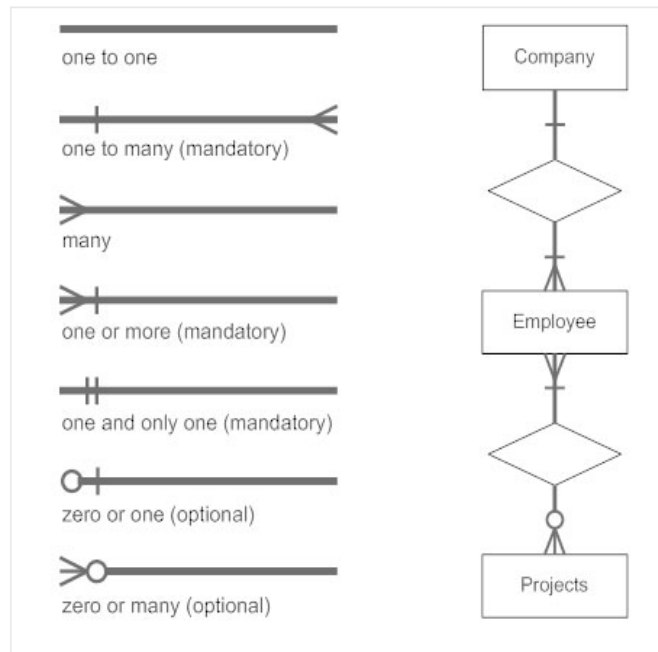 one to one
one to many (mandatory)
many
one or more (mandatory)
one and only one (mandatory)
zero or one (optional)
zero or many (optional)
Company
Employee
Projects